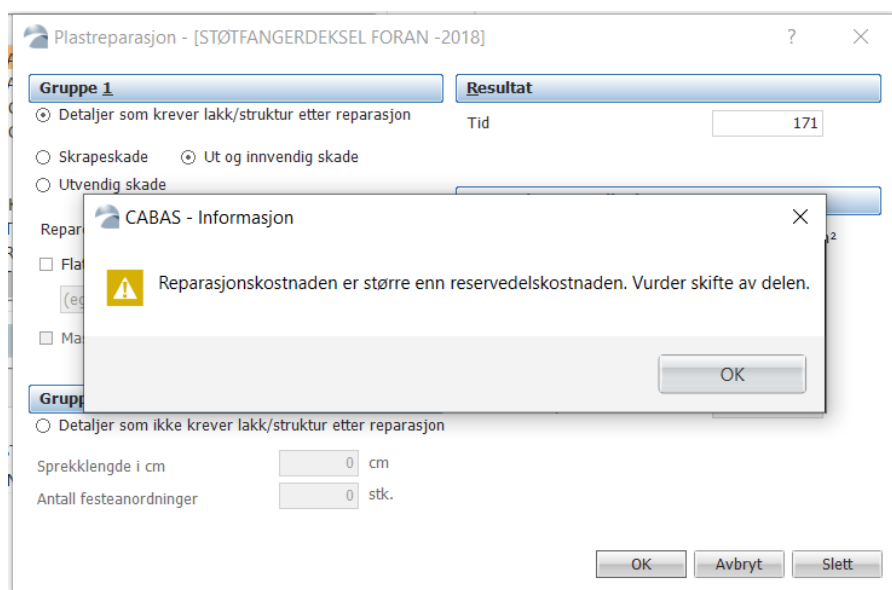 Plastreparasjon - [STØTFANGERDEKSEL FORAN -2018]
?
Gruppe 1
Resultat
Detaljer som krever lakk/struktur etter reparasjon
Tid 171
Skrapeskade Ut og innvendig skade
Utvendig skade
CABAS - Informasjon
Reparasjonskostnaden er større enn reservedelskostnaden. Vurder skifte av delen.
OK
Detaljer som ikke krever lakk/struktur etter reparasjon
Sprekklengde i cm 0 cm
Antall festeanordninger 0 stk.
OK Avbryt Slett